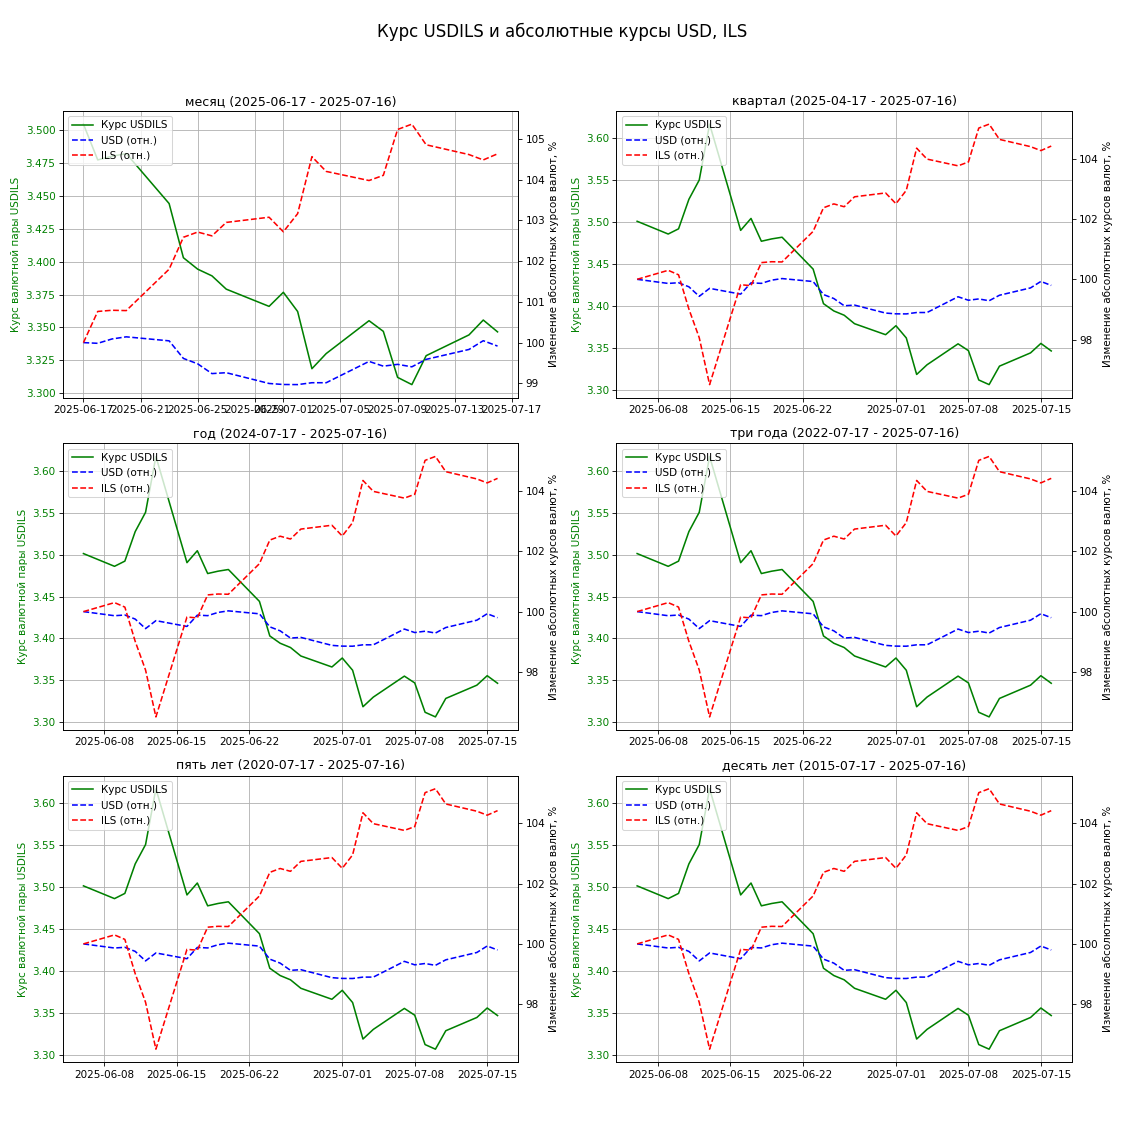 Курс USDILS и абсолютные курсы USD, ILS
месяц (2025-06-17 - 2025-07-16)
Курс USDILS
USD (отн.)
ILS (отн.)
Курс валютной пары USDILS
3.500
3.475
3.450
3.425
3.400
3.375
3.350
3.325
3.300
105
104
103
102
101
100
99
Изменение абсолютных курсов валют, %
2025-06-17 2025-06-21 2025-06-25 2025-06-29 2025-07-01 2025-07-05 2025-07-09 2025-07-13 2025-07-17
квартал (2025-04-17 - 2025-07-16)
Курс USDILS
USD (отн.)
ILS (отн.)
Курс валютной пары USDILS
3.60
3.55
3.50
3.45
3.40
3.35
3.30
104
102
100
98
Изменение абсолютных курсов валют, %
2025-06-08 2025-06-15 2025-06-22 2025-07-01 2025-07-08 2025-07-15
год (2024-07-17 - 2025-07-16)
Курс USDILS
USD (отн.)
ILS (отн.)
Курс валютной пары USDILS
3.60
3.55
3.50
3.45
3.40
3.35
3.30
104
102
100
98
Изменение абсолютных курсов валют, %
2025-06-08 2025-06-15 2025-06-22 2025-07-01 2025-07-08 2025-07-15
три года (2022-07-17 - 2025-07-16)
Курс USDILS
USD (отн.)
ILS (отн.)
Курс валютной пары USDILS
3.60
3.55
3.50
3.45
3.40
3.35
3.30
104
102
100
98
Изменение абсолютных курсов валют, %
2025-06-08 2025-06-15 2025-06-22 2025-07-01 2025-07-08 2025-07-15
пять лет (2020-07-17 - 2025-07-16)
Курс USDILS
USD (отн.)
ILS (отн.)
Курс валютной пары USDILS
3.60
3.55
3.50
3.45
3.40
3.35
3.30
104
102
100
98
Изменение абсолютных курсов валют, %
2025-06-08 2025-06-15 2025-06-22 2025-07-01 2025-07-08 2025-07-15
десять лет (2015-07-17 - 2025-07-16)
Курс USDILS
USD (отн.)
ILS (отн.)
Курс валютной пары USDILS
3.60
3.55
3.50
3.45
3.40
3.35
3.30
104
102
100
98
Изменение абсолютных курсов валют, %
2025-06-08 2025-06-15 2025-06-22 2025-07-01 2025-07-08 2025-07-15